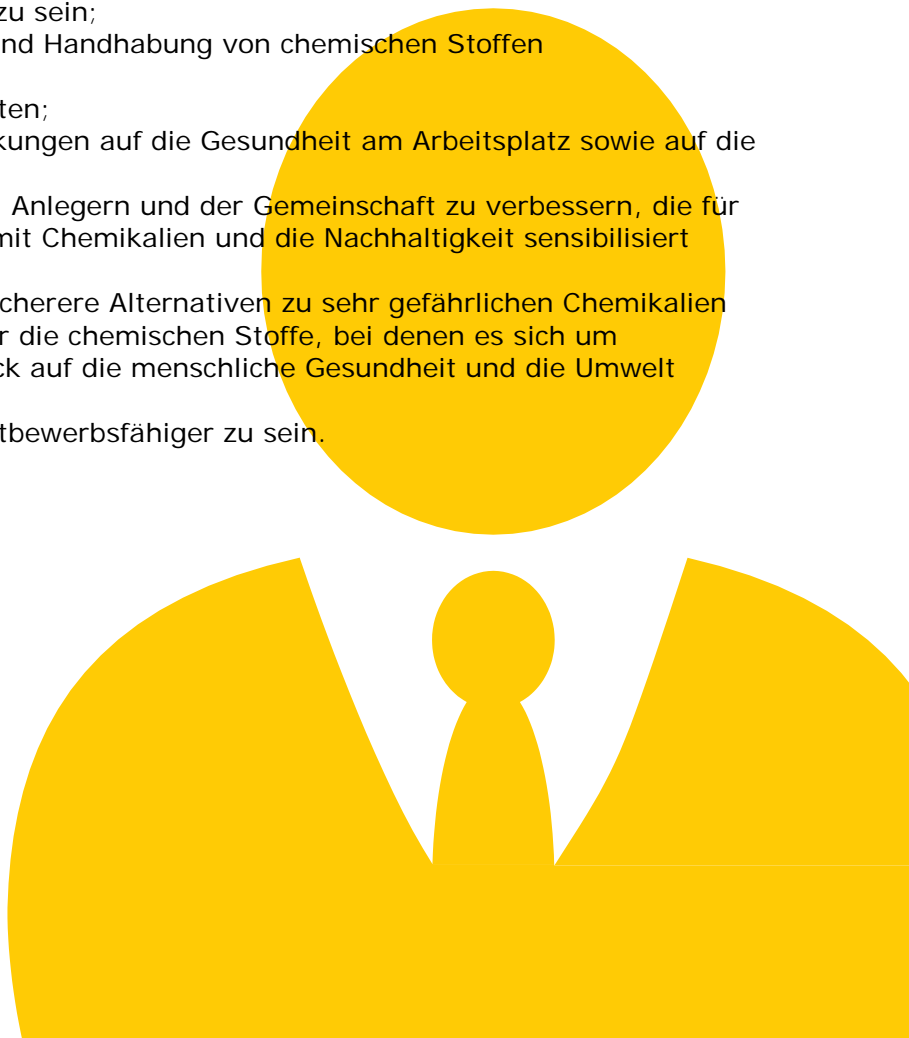 zu sein;
nd Handhabung von chemischen Stoffen
ten;
kungen auf die Gesundheit am Arbeitsplatz sowie auf die
Anlegern und der Gemeinschaft zu verbessern, die für
mit Chemikalien und die Nachhaltigkeit sensibilisiert
cherere Alternativen zu sehr gefährlichen Chemikalien
r die chemischen Stoffe, bei denen es sich um
ck auf die menschliche Gesundheit und die Umwelt
tbewerbsfähiger zu sein.